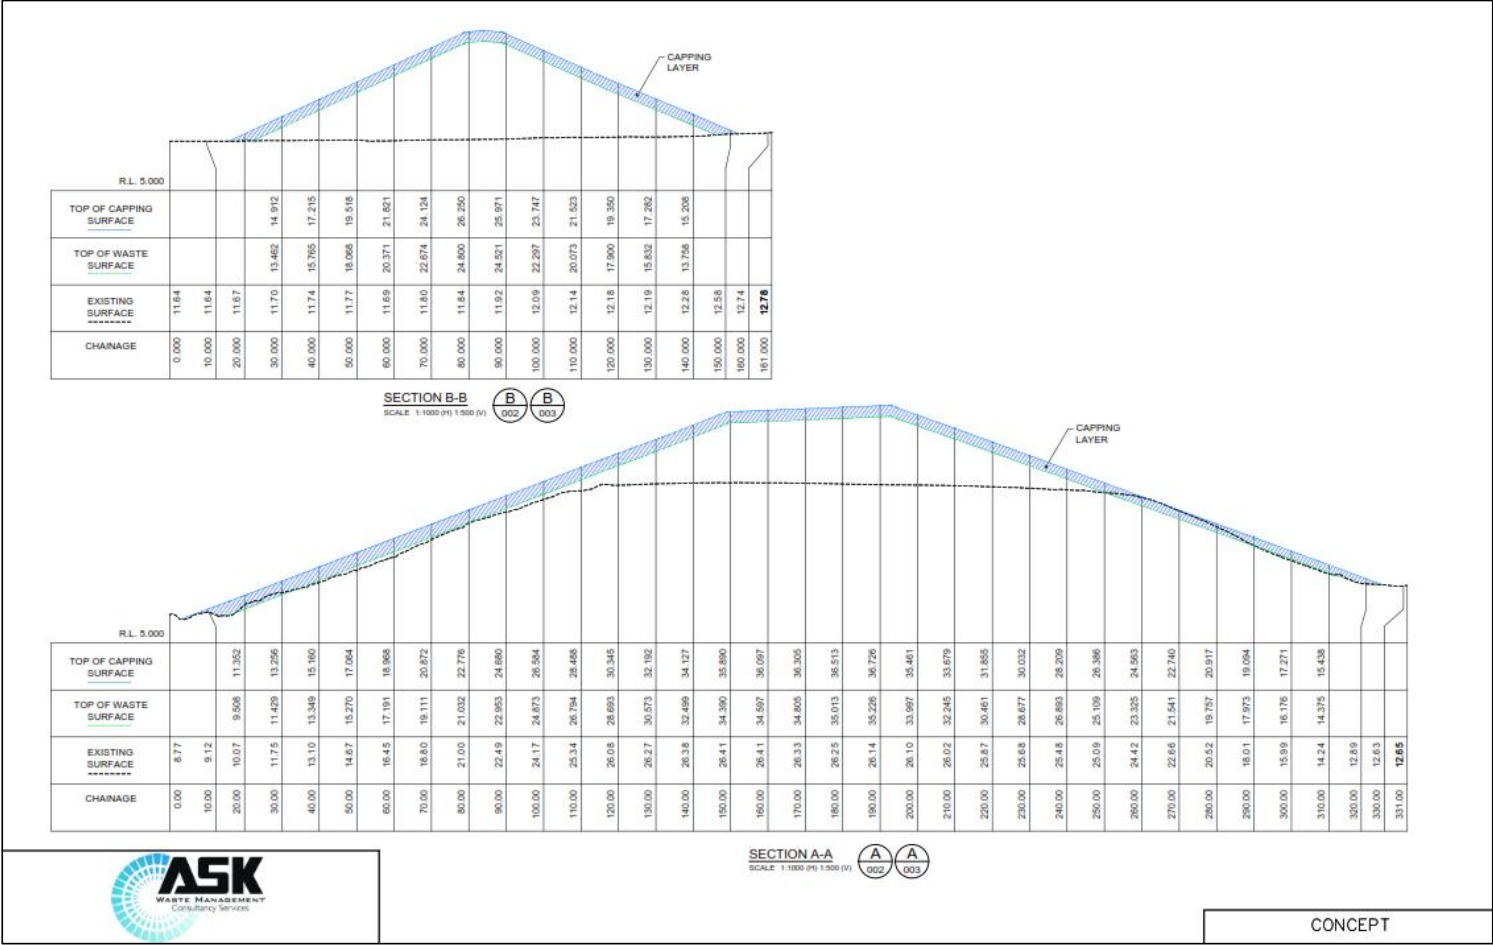 CAPPING
LAYER
R.L. 5.000
TOP OF CAPPING
SURFACE
14.912 17.215 19.518 21.821 24.124 26.250 25.971 23.747 21.523 19.350 17.282 15.208
TOP OF WASTE
SURFACE
13.462 15.765 18.068 20.371 22.674 24.800 24.521 22.297 20.073 17.900 15.832 13.758
EXISTING
SURFACE
11.64 11.64 11.67 11.70 11.74 11.77 11.69 11.80 11.84 11.92 12.09 12.14 12.18 12.19 12.28 12.58 12.74 12.78
CHAINAGE
0.000 10.000 20.000 30.000 40.000 50.000 60.000 70.000 80.000 90.000 100.000 110.000 120.000 130.000 140.000 150.000 160.000 161.000
SECTION B-B
SCALE 1:1000 (H) 1:500 (V)
B
002
B
003
CAPPING
LAYER
R.L. 5.000
TOP OF CAPPING
SURFACE
11.352 13.256 15.160 17.064 18.968 20.872 22.776 24.680 26.584 28.488 30.345 32.192 34.127 35.890 36.097 36.305 36.513 36.726 35.461 33.679 31.855 30.032 28.209 26.386 24.563 22.740 20.917 19.094 17.271 15.438
TOP OF WASTE
SURFACE
9.508 11.429 13.349 15.270 17.191 19.111 21.032 22.953 24.873 26.794 28.693 30.573 32.499 34.390 34.597 34.805 35.013 35.226 33.997 32.245 30.461 28.677 26.893 25.109 23.325 21.541 19.757 17.973 16.176 14.375
EXISTING
SURFACE
8.77 9.12 10.07 11.75 13.10 14.67 16.45 18.80 21.00 22.49 24.17 25.34 26.08 26.27 26.38 26.41 26.41 26.33 26.25 26.14 26.10 26.02 25.87 25.68 25.48 25.09 24.42 22.66 20.52 18.01 15.99 14.24 12.89 12.63 12.65
CHAINAGE
0.00 10.00 20.00 30.00 40.00 50.00 60.00 70.00 80.00 90.00 100.00 110.00 120.00 130.00 140.00 150.00 160.00 170.00 180.00 190.00 200.00 210.00 220.00 230.00 240.00 250.00 260.00 270.00 280.00 290.00 300.00 310.00 320.00 330.00 331.00
SECTION A-A
SCALE 1:1000 (H) 1:500 (V)
A
002
A
003
ASK
WASTE MANAGEMENT
Consultancy Services
CONCEPT